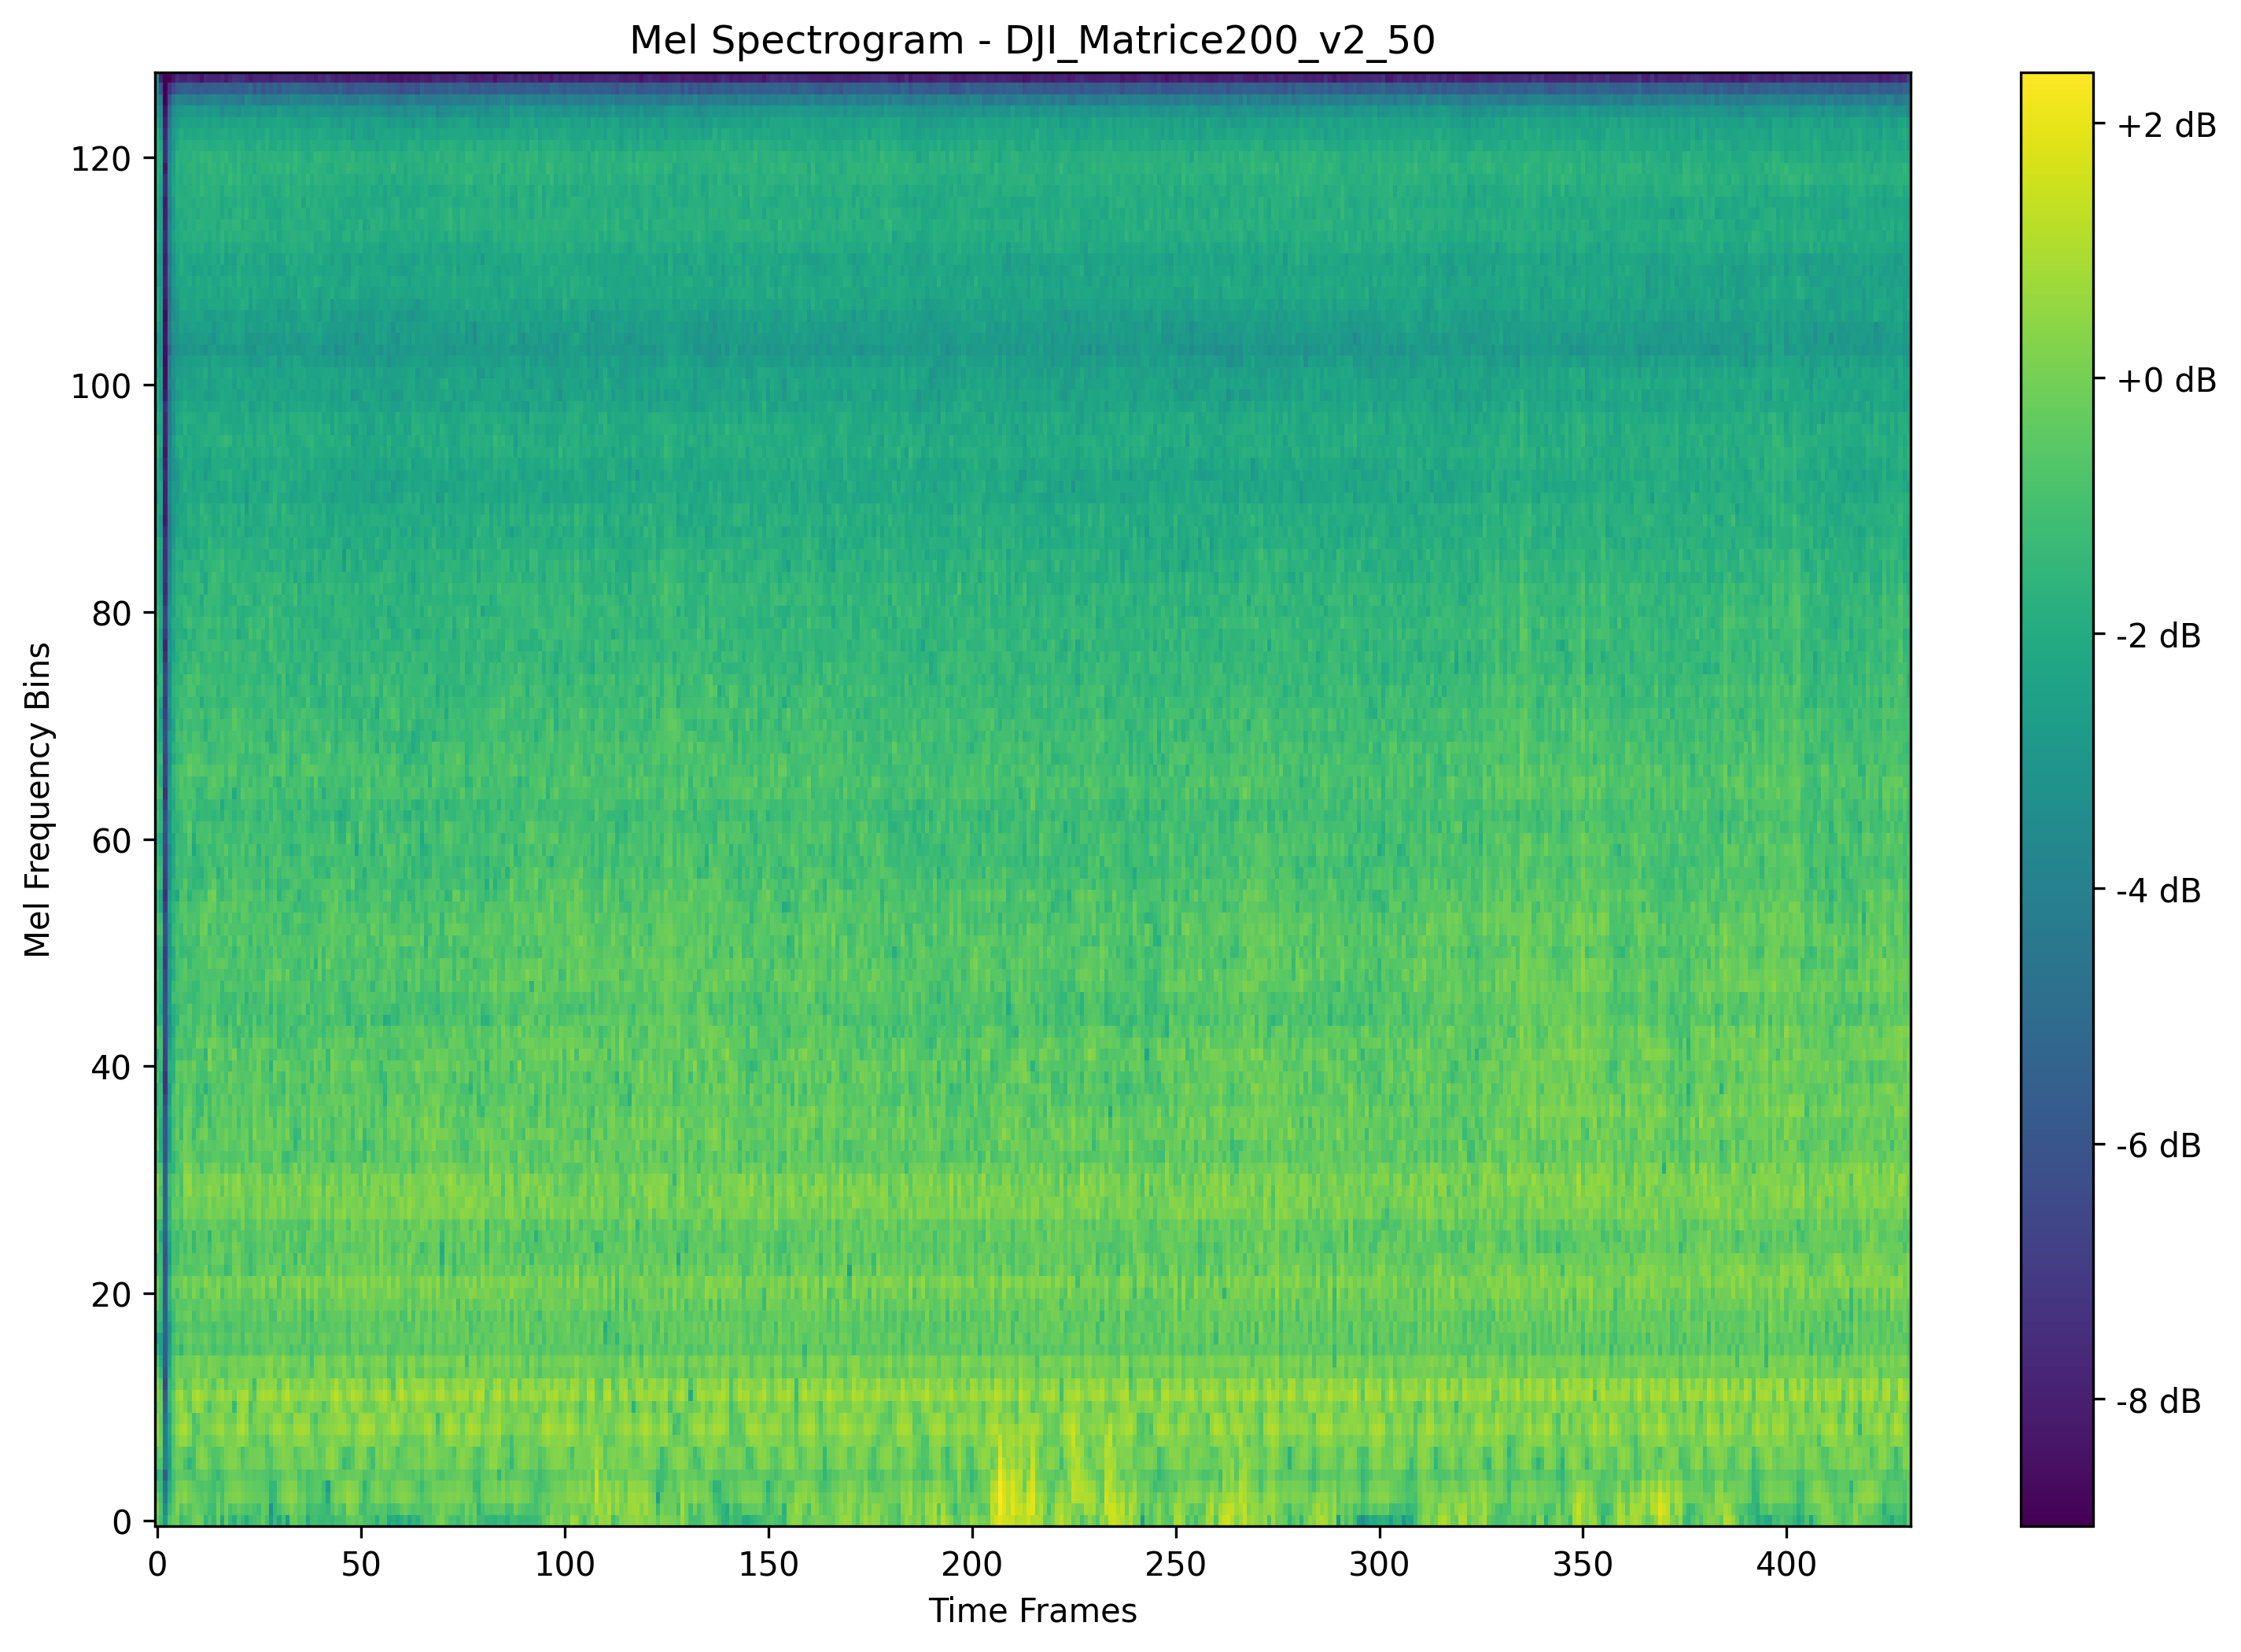 Mel Spectrogram - DJI_Matrice200_v2_50
Mel Frequency Bins
120
100
80
60
40
20
0
0 50 100 150 200 250 300 350 400
Time Frames
+2 dB
+0 dB
-2 dB
-4 dB
-6 dB
-8 dB